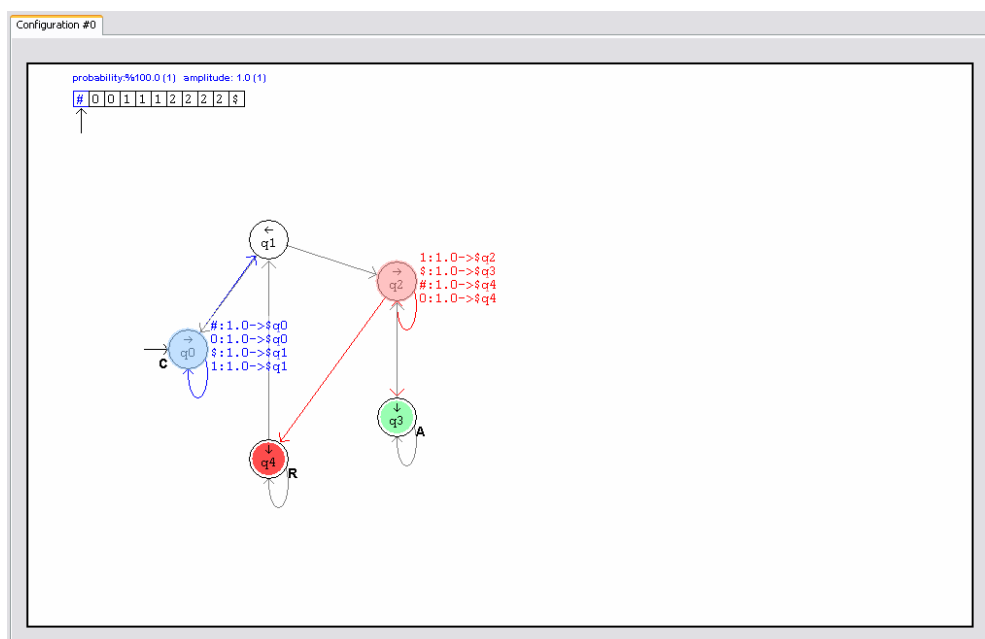 Configuration #0
probability:%100.0 (1) amplitude: 1.0 (1)
# 0 0 1 1 1 2 2 2 2 $
← q1
→ q2
1:1.0->$q2
$:1.0->$q3
#:1.0->$q4
0:1.0->$q4
→ q0
C
#:1.0->$q0
0:1.0->$q0
$:1.0->$q1
1:1.0->$q1
↓ q3
A
↓ q4
R